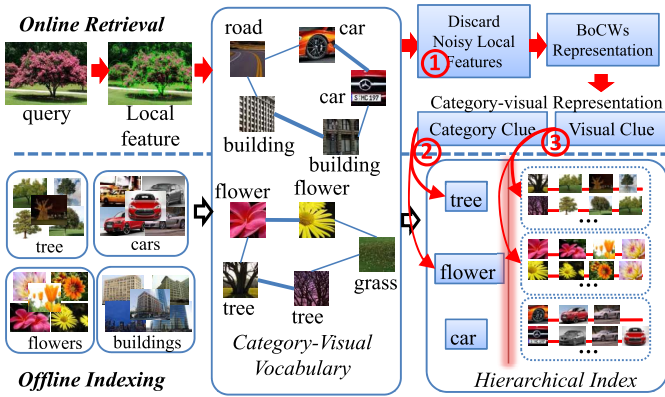 Online Retrieval
query
Local
feature
road
car
car
building
building
flower
flower
grass
tree
tree
Category-Visual
Vocabulary
Discard
Noisy Local
Features
1
BoCWs
Representation
Category-visual Representation
Category Clue
Visual Clue
2
3
tree
cars
flowers
buildings
Offline Indexing
tree
flower
car
...
...
...
Hierarchical Index